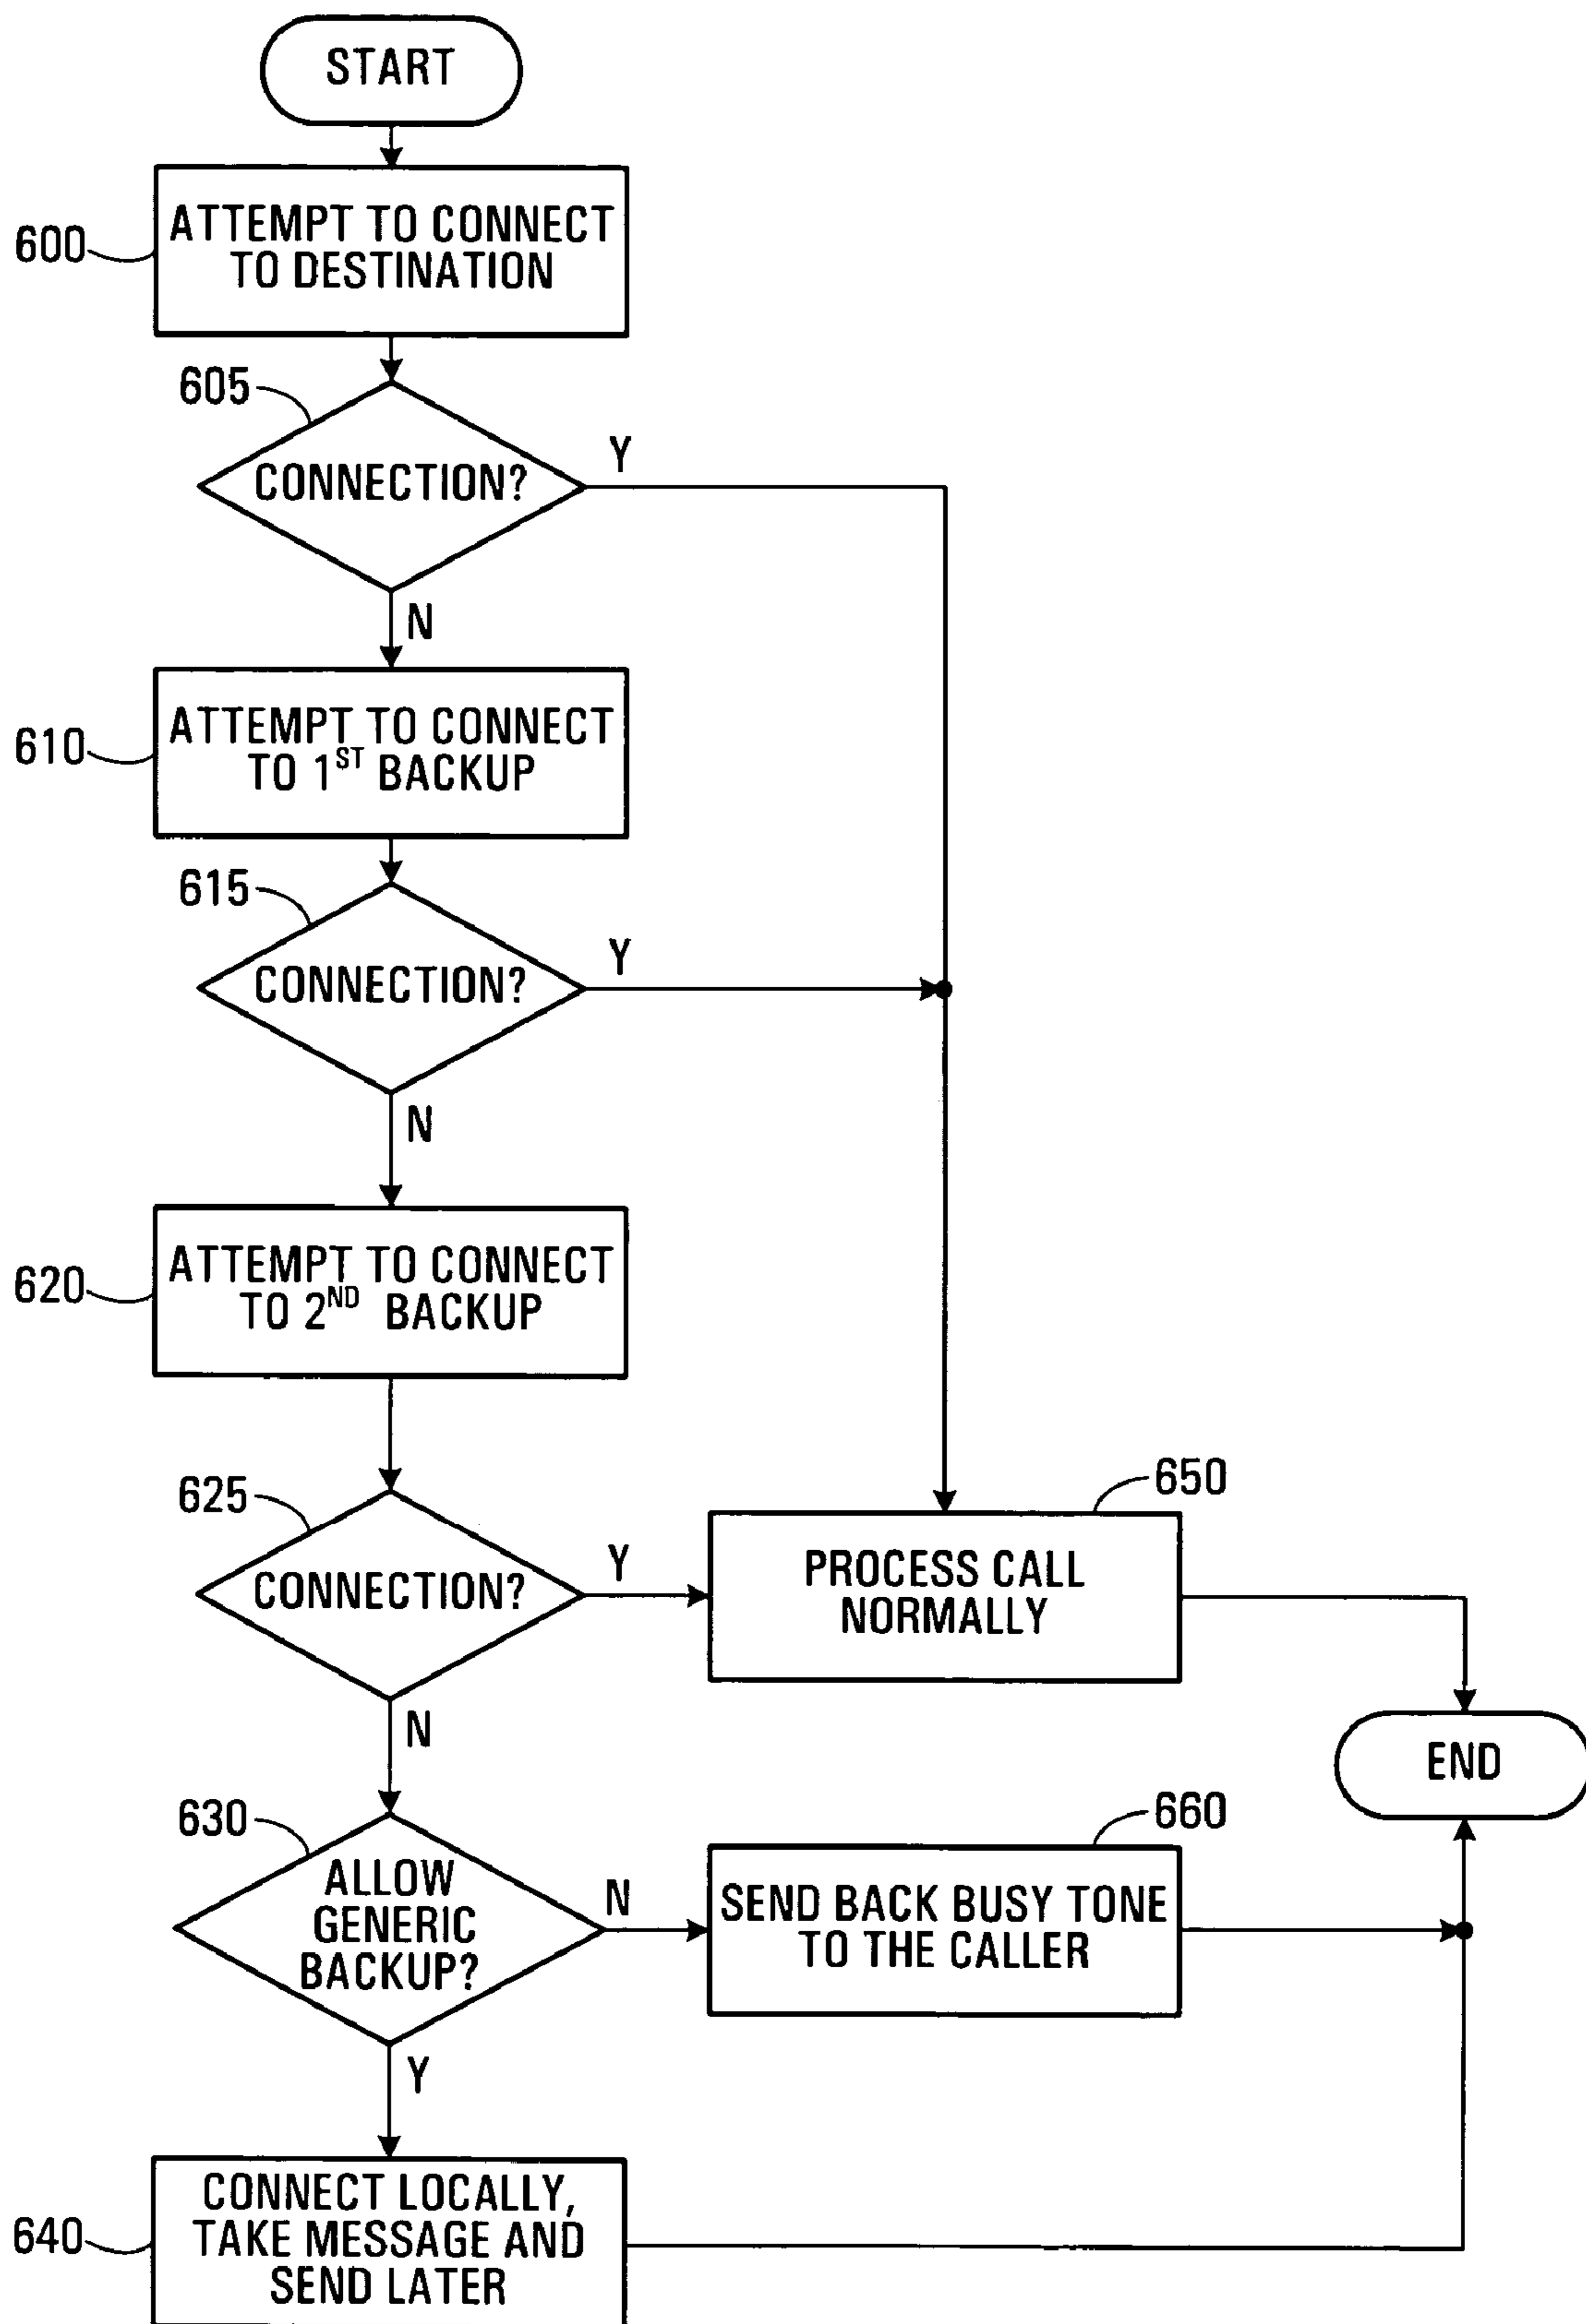 START
600
ATTEMPT TO CONNECT
TO DESTINATION
605
CONNECTION?
Y
N
610
ATTEMPT TO CONNECT
TO 1ST BACKUP
615
CONNECTION?
Y
N
620
ATTEMPT TO CONNECT
TO 2ND BACKUP
625
CONNECTION?
Y
N
650
PROCESS CALL
NORMALLY
END
630
ALLOW
GENERIC
BACKUP?
N
Y
660
SEND BACK BUSY TONE
TO THE CALLER
640
CONNECT LOCALLY,
TAKE MESSAGE AND
SEND LATER